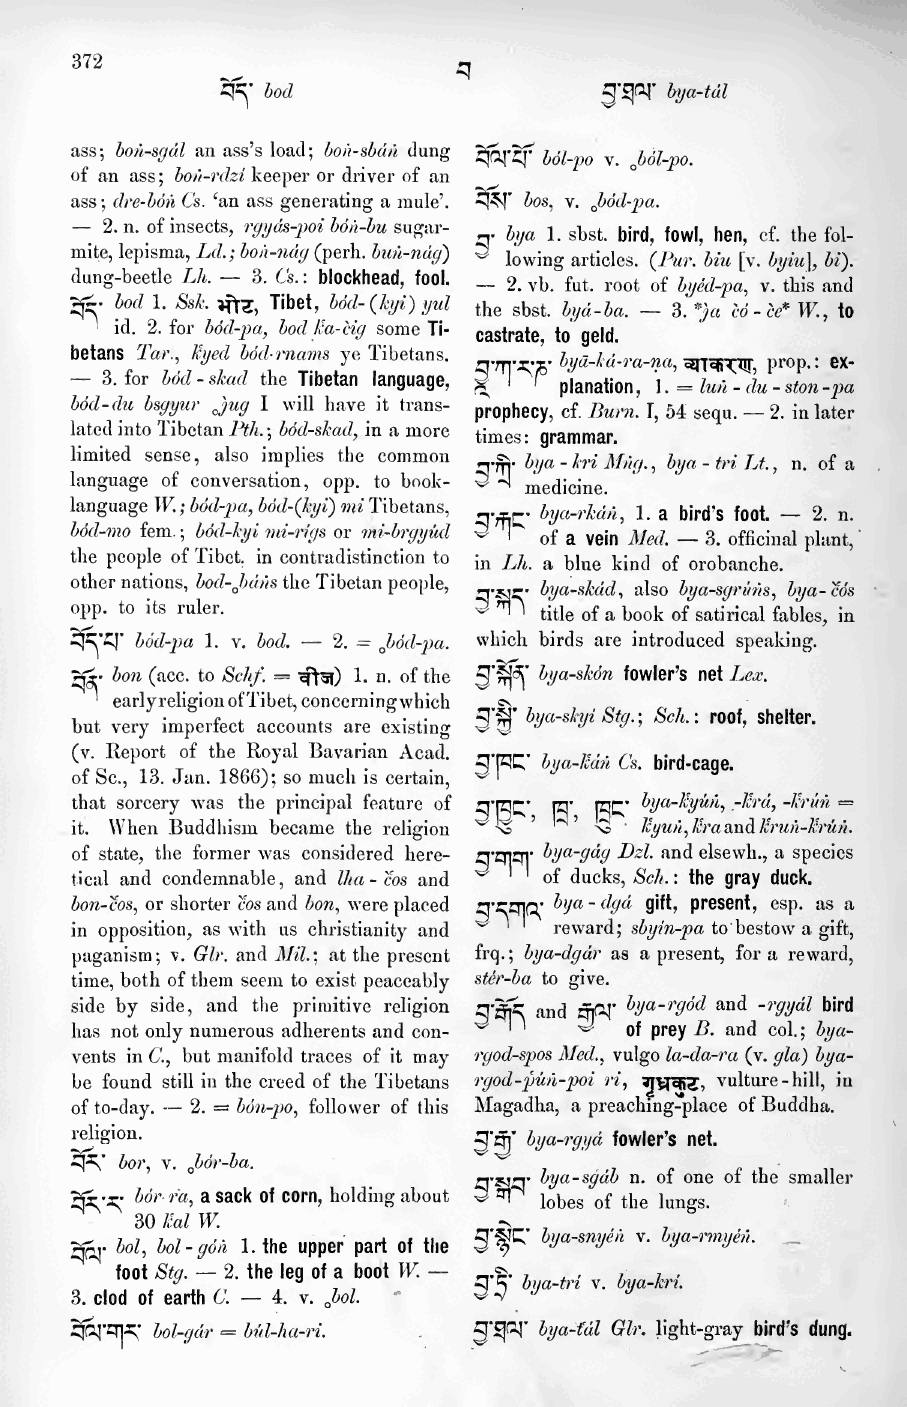 372
བ
བོད་ bod
བྱ་ཐལ་ bya-tál
ass; boṅ-sgál an ass's load; boṅ-sbáṅ dung
of an ass; boṅ-rdzí keeper or driver of an
ass; dre-bóṅ Cs. ‘an ass generating a mule’.
— 2. n. of insects, rgyás-poi bóṅ-bu sugar-
mite, lepisma, Ld.; boṅ-nág (perh. buṅ-nág)
dung-beetle Lh. — 3. Cs.: blockhead, fool.
བོད་ bod 1. Ssk. भोट, Tibet, bód-(kyi) yul
id. 2. for bód-pa, bod ḱa-c̀ig some Ti-
betans Tar., ḱyed bód-rnams ye Tibetans.
— 3. for bód-skad the Tibetan language,
bód-du bsgyur ₀jug I will have it trans-
lated into Tibetan Pth.; bód-skad, in a more
limited sense, also implies the common
language of conversation, opp. to book-
language W.; bód-pa, bód-(kyi) mi Tibetans,
bód-mo fem.; bód-kyi mi-rigs or mi-brgyúd
the people of Tibet, in contradistinction to
other nations, bod-₀báṅs the Tibetan people,
opp. to its ruler.
བོད་པ་ bód-pa 1. v. bod. — 2. = ₀bód-pa.
བོན་ bon (acc. to Schf. = वीज) 1. n. of the
early religion of Tibet, concerning which
but very imperfect accounts are existing
(v. Report of the Royal Bavarian Acad.
of Sc., 13. Jan. 1866); so much is certain,
that sorcery was the principal feature of
it. When Buddhism became the religion
of state, the former was considered here-
tical and condemnable, and lha-c̀os and
bon-c̀os, or shorter c̀os and bon, were placed
in opposition, as with us christianity and
paganism; v. Glr. and Mil.; at the present
time, both of them seem to exist peaceably
side by side, and the primitive religion
has not only numerous adherents and con-
vents in C., but manifold traces of it may
be found still in the creed of the Tibetans
of to-day. — 2. = bón-po, follower of this
religion.
བོར་ bor, v. ₀bór-ba.
བོར་ར་ bór-ra, a sack of corn, holding about
30 ḱal W.
བོལ་ bol, bol-góṅ 1. the upper part of the
foot Stg. — 2. the leg of a boot W. —
3. clod of earth C. — 4. v. ₀bol.
བོལ་གར་ bol-gár = búl-ha-ri.
བོལ་པོ་ ból-po v. ₀ból-po.
བོས་ bos, v. ₀bód-pa.
བྱ་ bya 1. sbst. bird, fowl, hen, cf. the fol-
lowing articles. (Pur. biu [v. byiu], bi).
— 2. vb. fut. root of byéd-pa, v. this and
the sbst. byá-ba. — 3. *j̀a c̀ó-c̀e* W., to
castrate, to geld.
བྱཱ་ཀ་ར་ཎ་ byā-ká-ra-ṇa, व्याकरण, prop.: ex-
planation, 1. = luṅ-du-ston-pa
prophecy, cf. Burn. I, 54 sequ. — 2. in later
times: grammar.
བྱ་ཀྲི་ bya-kri Mṅg., bya-tri Lt., n. of a
medicine.
བྱ་རྐང་ bya-rkáṅ, 1. a bird's foot. — 2. n.
of a vein Med. — 3. officinal plant,
in Lh. a blue kind of orobanche.
བྱ་སྐད་ bya-skád, also bya-sgrúṅs, bya-c̀ós
title of a book of satirical fables, in
which birds are introduced speaking.
བྱ་སྐོན་ bya-skón fowler's net Lex.
བྱ་སྐྱི་ bya-skyi Stg.; Sch.: roof, shelter.
བྱ་ཁང་ bya-ḱáṅ Cs. bird-cage.
བྱ་ཁྱུང་, ཁྲ་, ཁྲུང་ bya-ḱyúṅ, -ḱrá, -ḱrúṅ =
ḱyuṅ, ḱra and ḱruṅ-ḱrúṅ.
བྱ་གག་ bya-gág Dzl. and elsewh., a species
of ducks, Sch.: the gray duck.
བྱ་དགའ་ bya-dgá gift, present, esp. as a
reward; sbyín-pa to bestow a gift,
frq.; bya-dgár as a present, for a reward,
stér-ba to give.
བྱ་རྒོད་ and རྒྱལ་ bya-rgód and -rgyál bird
of prey B. and col.; bya-
rgod-spos Med., vulgo la-da-ra (v. gla) bya-
rgod-ṕúṅ-poi ri, गृध्रकूट, vulture-hill, in
Magadha, a preaching-place of Buddha.
བྱ་རྒྱ་ bya-rgyá fowler's net.
བྱ་སྒབ་ bya-sgáb n. of one of the smaller
lobes of the lungs.
བྱ་སྙེང་ bya-snyéṅ v. bya-rmyéṅ.
བྱ་ཏྲི་ bya-trí v. bya-krí.
བྱ་ཐལ་ bya-t́ál Glr. light-gray bird's dung.